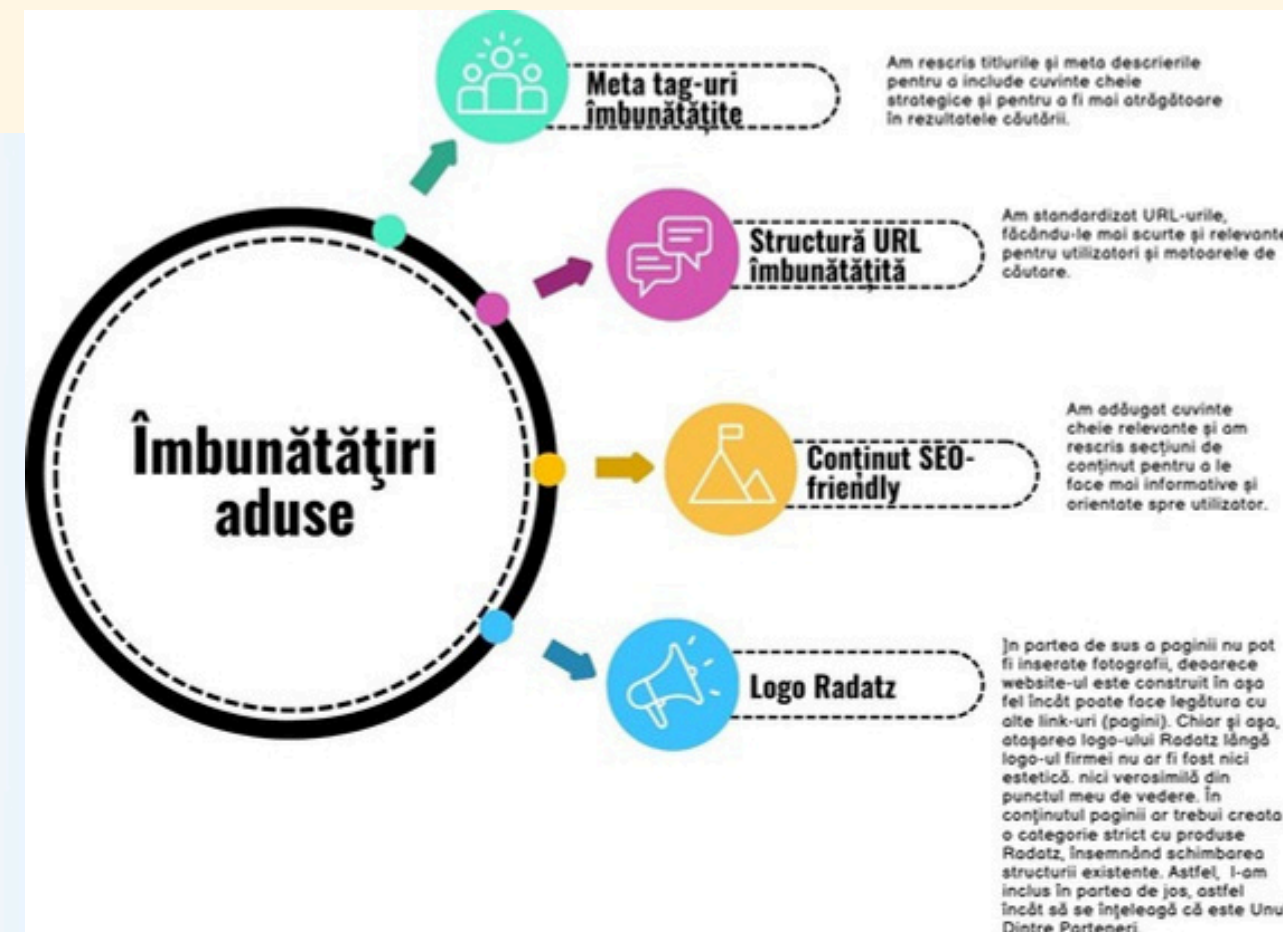 Meta tag-uri
îmbunătățite
Am rescris titlurile și meta descrierile
pentru a include cuvinte cheie
strategice și pentru a fi mai atrăgătoare
în rezultatele căutării.
Structură URL
îmbunătățită
Am standardizat URL-urile,
făcându-le mai scurte și relevante
pentru utilizatori și motoarele de
căutare.
Îmbunătăţiri
aduse
Conținut SEO-
friendly
Am adăugat cuvinte
cheie relevante și am
rescris secțiuni de
conținut pentru a le
face mai informative și
orientate spre utilizator.
Logo Radatz
În partea de sus a paginii nu pot
fi inserate fotografii, deoarece
website-ul este construit în așa
fel încât poate face legătura cu
alte link-uri (pagini). Chiar și așa,
atașarea logo-ului Radatz lângă
logo-ul firmei nu ar fi fost nici
estetică. nici verosimilă din
punctul meu de vedere. În
conținutul paginii ar trebui creata
o categorie strict cu produse
Radatz, însemnând schimbarea
structurii existente. Astfel, l-am
inclus în partea de jos, astfel
încât să se înțeleagă că este Unu
Dintre Parteneri.